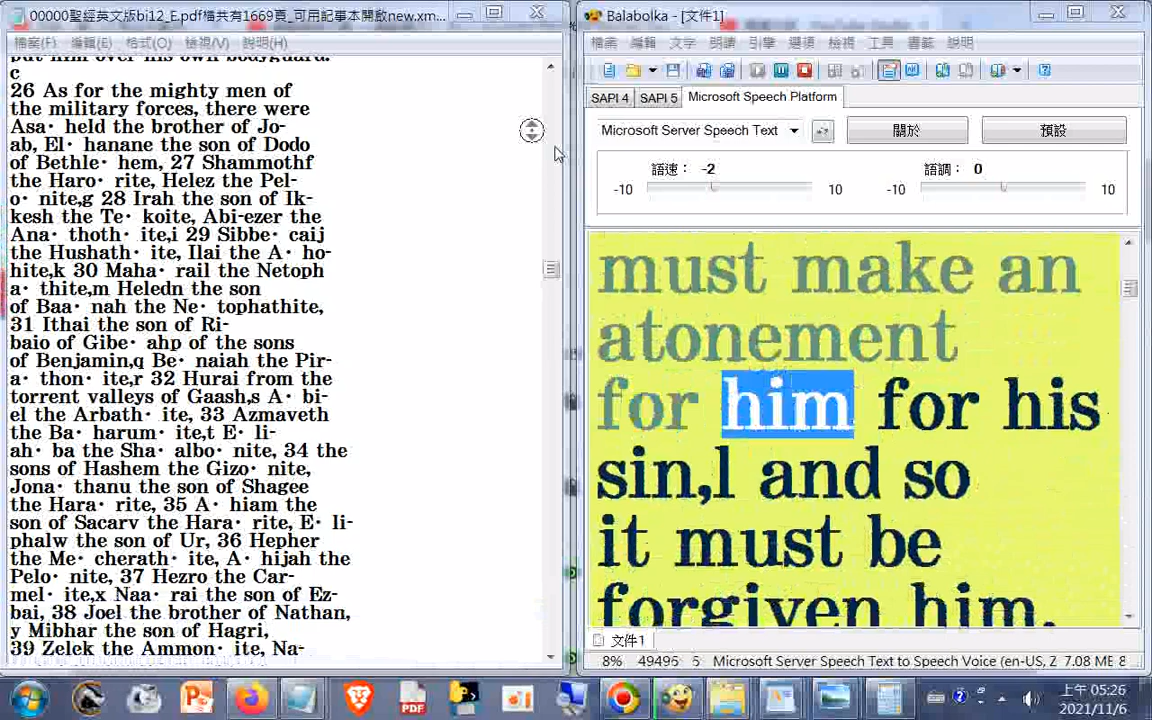 00000聖經英文版bi12_E.pdf檔共有1669頁_可用記事本開啟new.xm...
檔案(F) 編輯(E) 格式(O) 檢視(V) 說明(H)
put him over his own bodyguard.
c
26 As for the mighty men of
the military forces, there were
Asa· held the brother of Jo-
ab, El· hanane the son of Dodo
of Bethle· hem, 27 Shammothf
the Haro· rite, Helez the Pel-
o· nite,g 28 Irah the son of Ik-
kesh the Te· koite, Abi-ezer the
Ana· thoth· ite,i 29 Sibbe· caij
the Hushath· ite, Ilai the A· ho-
hite,k 30 Maha· rail the Netoph
a· thite,m Heledn the son
of Baa· nah the Ne· tophathite,
31 Ithai the son of Ri-
baio of Gibe· ahp of the sons
of Benjamin,q Be· naiah the Pir-
a· thon· ite,r 32 Hurai from the
torrent valleys of Gaash,s A· bi-
el the Arbath· ite, 33 Azmaveth
the Ba· harum· ite,t E· li-
ah· ba the Sha· albo· nite, 34 the
sons of Hashem the Gizo· nite,
Jona· thanu the son of Shagee
the Hara· rite, 35 A· hiam the
son of Sacarv the Hara· rite, E· li-
phalw the son of Ur, 36 Hepher
the Me· cherath· ite, A· hijah the
Pelo· nite, 37 Hezro the Car-
mel· ite,x Naa· rai the son of Ez-
bai, 38 Joel the brother of Nathan,
y Mibhar the son of Hagri,
39 Zelek the Ammon· ite, Na-
Balabolka - [文件1]
檔案 編輯 文字 朗讀 引擎 選項 檢視 工具 書籤 說明
SAPI 4 SAPI 5 Microsoft Speech Platform
Microsoft Server Speech Text 關於 預設
語速： -2 語調： 0
-10 10 -10 10
must make an
atonement
for him for his
sin,l and so
it must be
forgiven him.
文件1
8% 49495 5 Microsoft Server Speech Text to Speech Voice (en-US, Z 7.08 MB 8
上午 05:26
2021/11/6